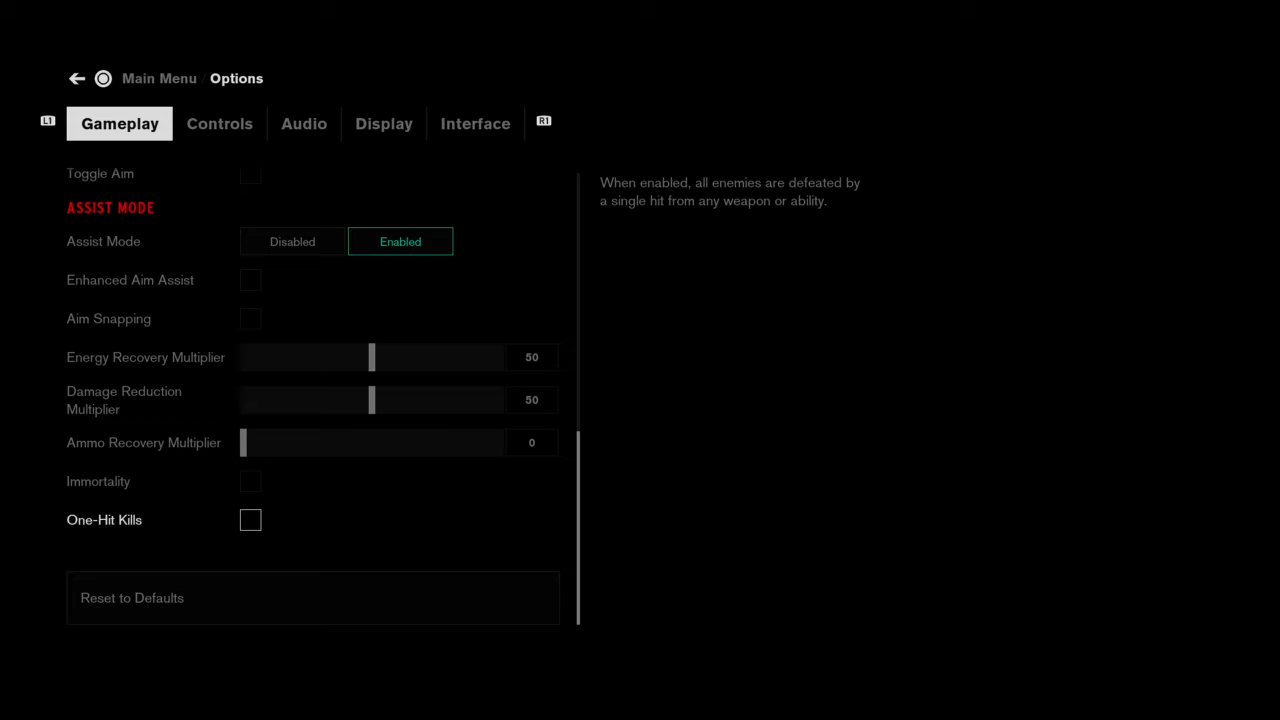 Main Menu / Options
L1 Gameplay Controls Audio Display Interface R1
Toggle Aim
ASSIST MODE
Assist Mode Disabled Enabled
Enhanced Aim Assist
Aim Snapping
Energy Recovery Multiplier 50
Damage Reduction
Multiplier 50
Ammo Recovery Multiplier 0
Immortality
One-Hit Kills
Reset to Defaults
When enabled, all enemies are defeated by
a single hit from any weapon or ability.